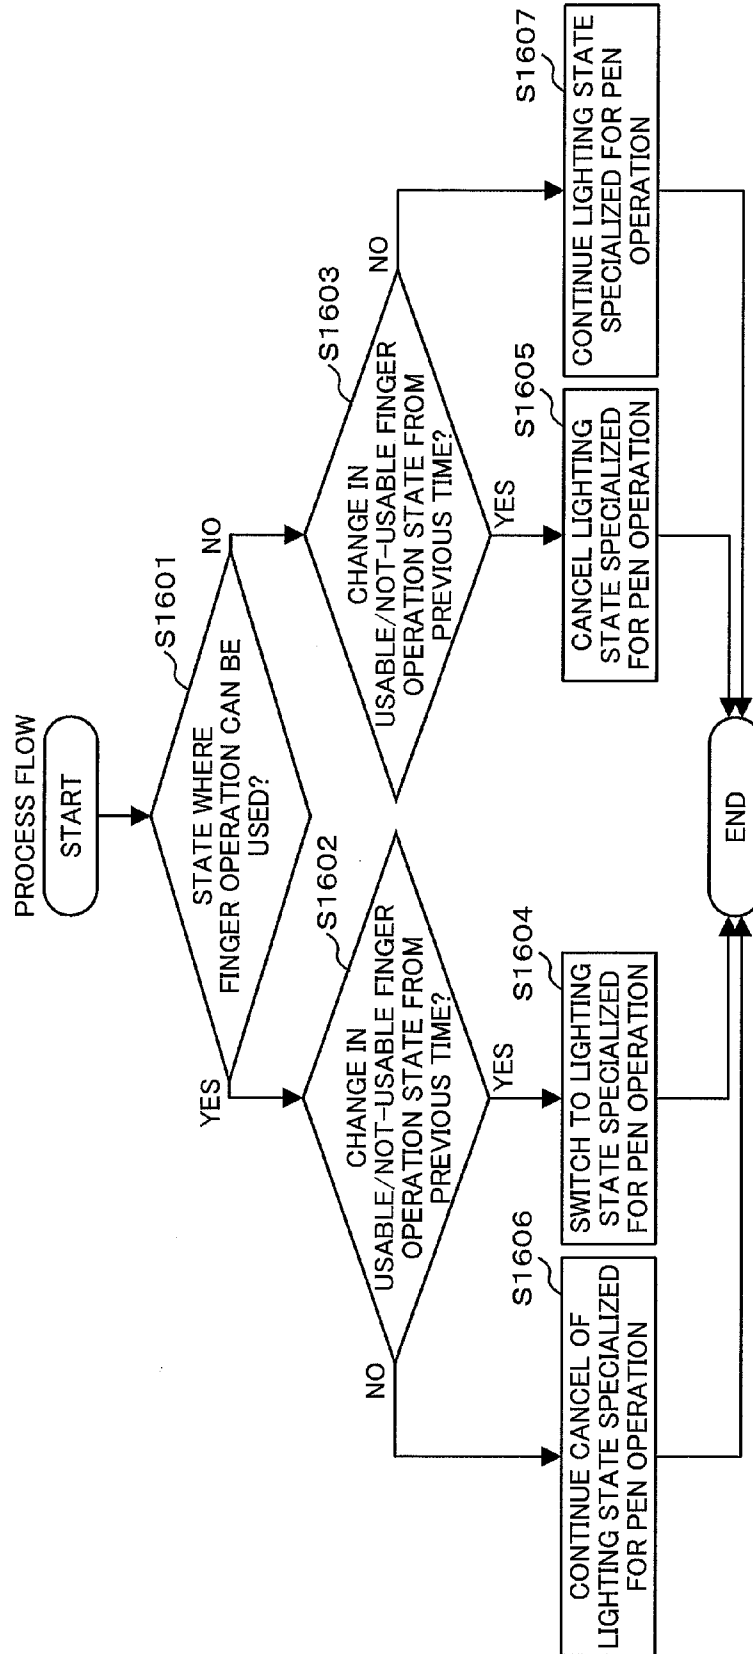 PROCESS FLOW
START
S1601
STATE WHERE
FINGER OPERATION CAN BE
USED?
YES
NO
S1602
CHANGE IN
USABLE/NOT-USABLE FINGER
OPERATION STATE FROM
PREVIOUS TIME?
NO
YES
S1603
CHANGE IN
USABLE/NOT-USABLE FINGER
OPERATION STATE FROM
PREVIOUS TIME?
YES
NO
S1606
CONTINUE CANCEL OF
LIGHTING STATE SPECIALIZED
FOR PEN OPERATION
S1604
SWITCH TO LIGHTING
STATE SPECIALIZED
FOR PEN OPERATION
S1605
CANCEL LIGHTING
STATE SPECIALIZED
FOR PEN OPERATION
S1607
CONTINUE LIGHTING STATE
SPECIALIZED FOR PEN
OPERATION
END